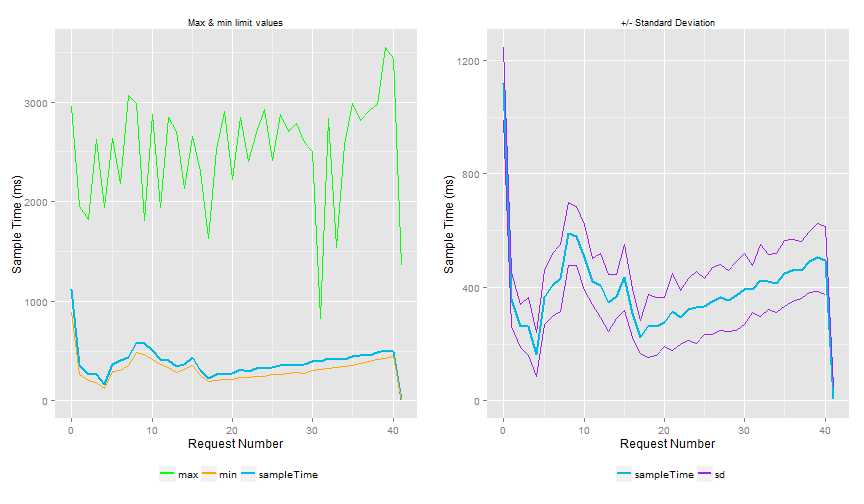 Max & min limit values
Sample Time (ms)
3000
2000
1000
0
0 10 20 30 40
Request Number
max min sampleTime
+/- Standard Deviation
Sample Time (ms)
1200
800
400
0
0 10 20 30 40
Request Number
sampleTime sd